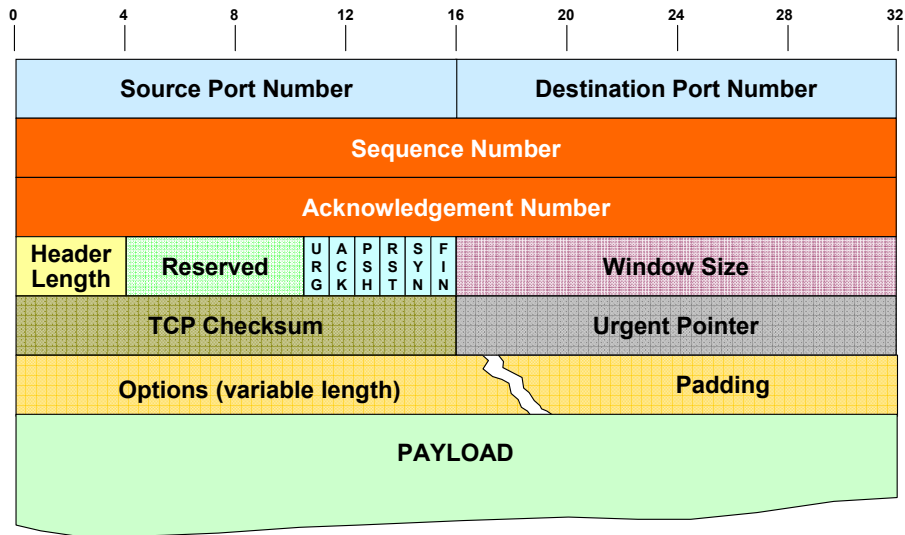 0 4 8 12 16 20 24 28 32
Source Port Number Destination Port Number
Sequence Number
Acknowledgement Number
Header Length Reserved URG ACK PSH RST SYN FIN Window Size
TCP Checksum Urgent Pointer
Options (variable length) Padding
PAYLOAD